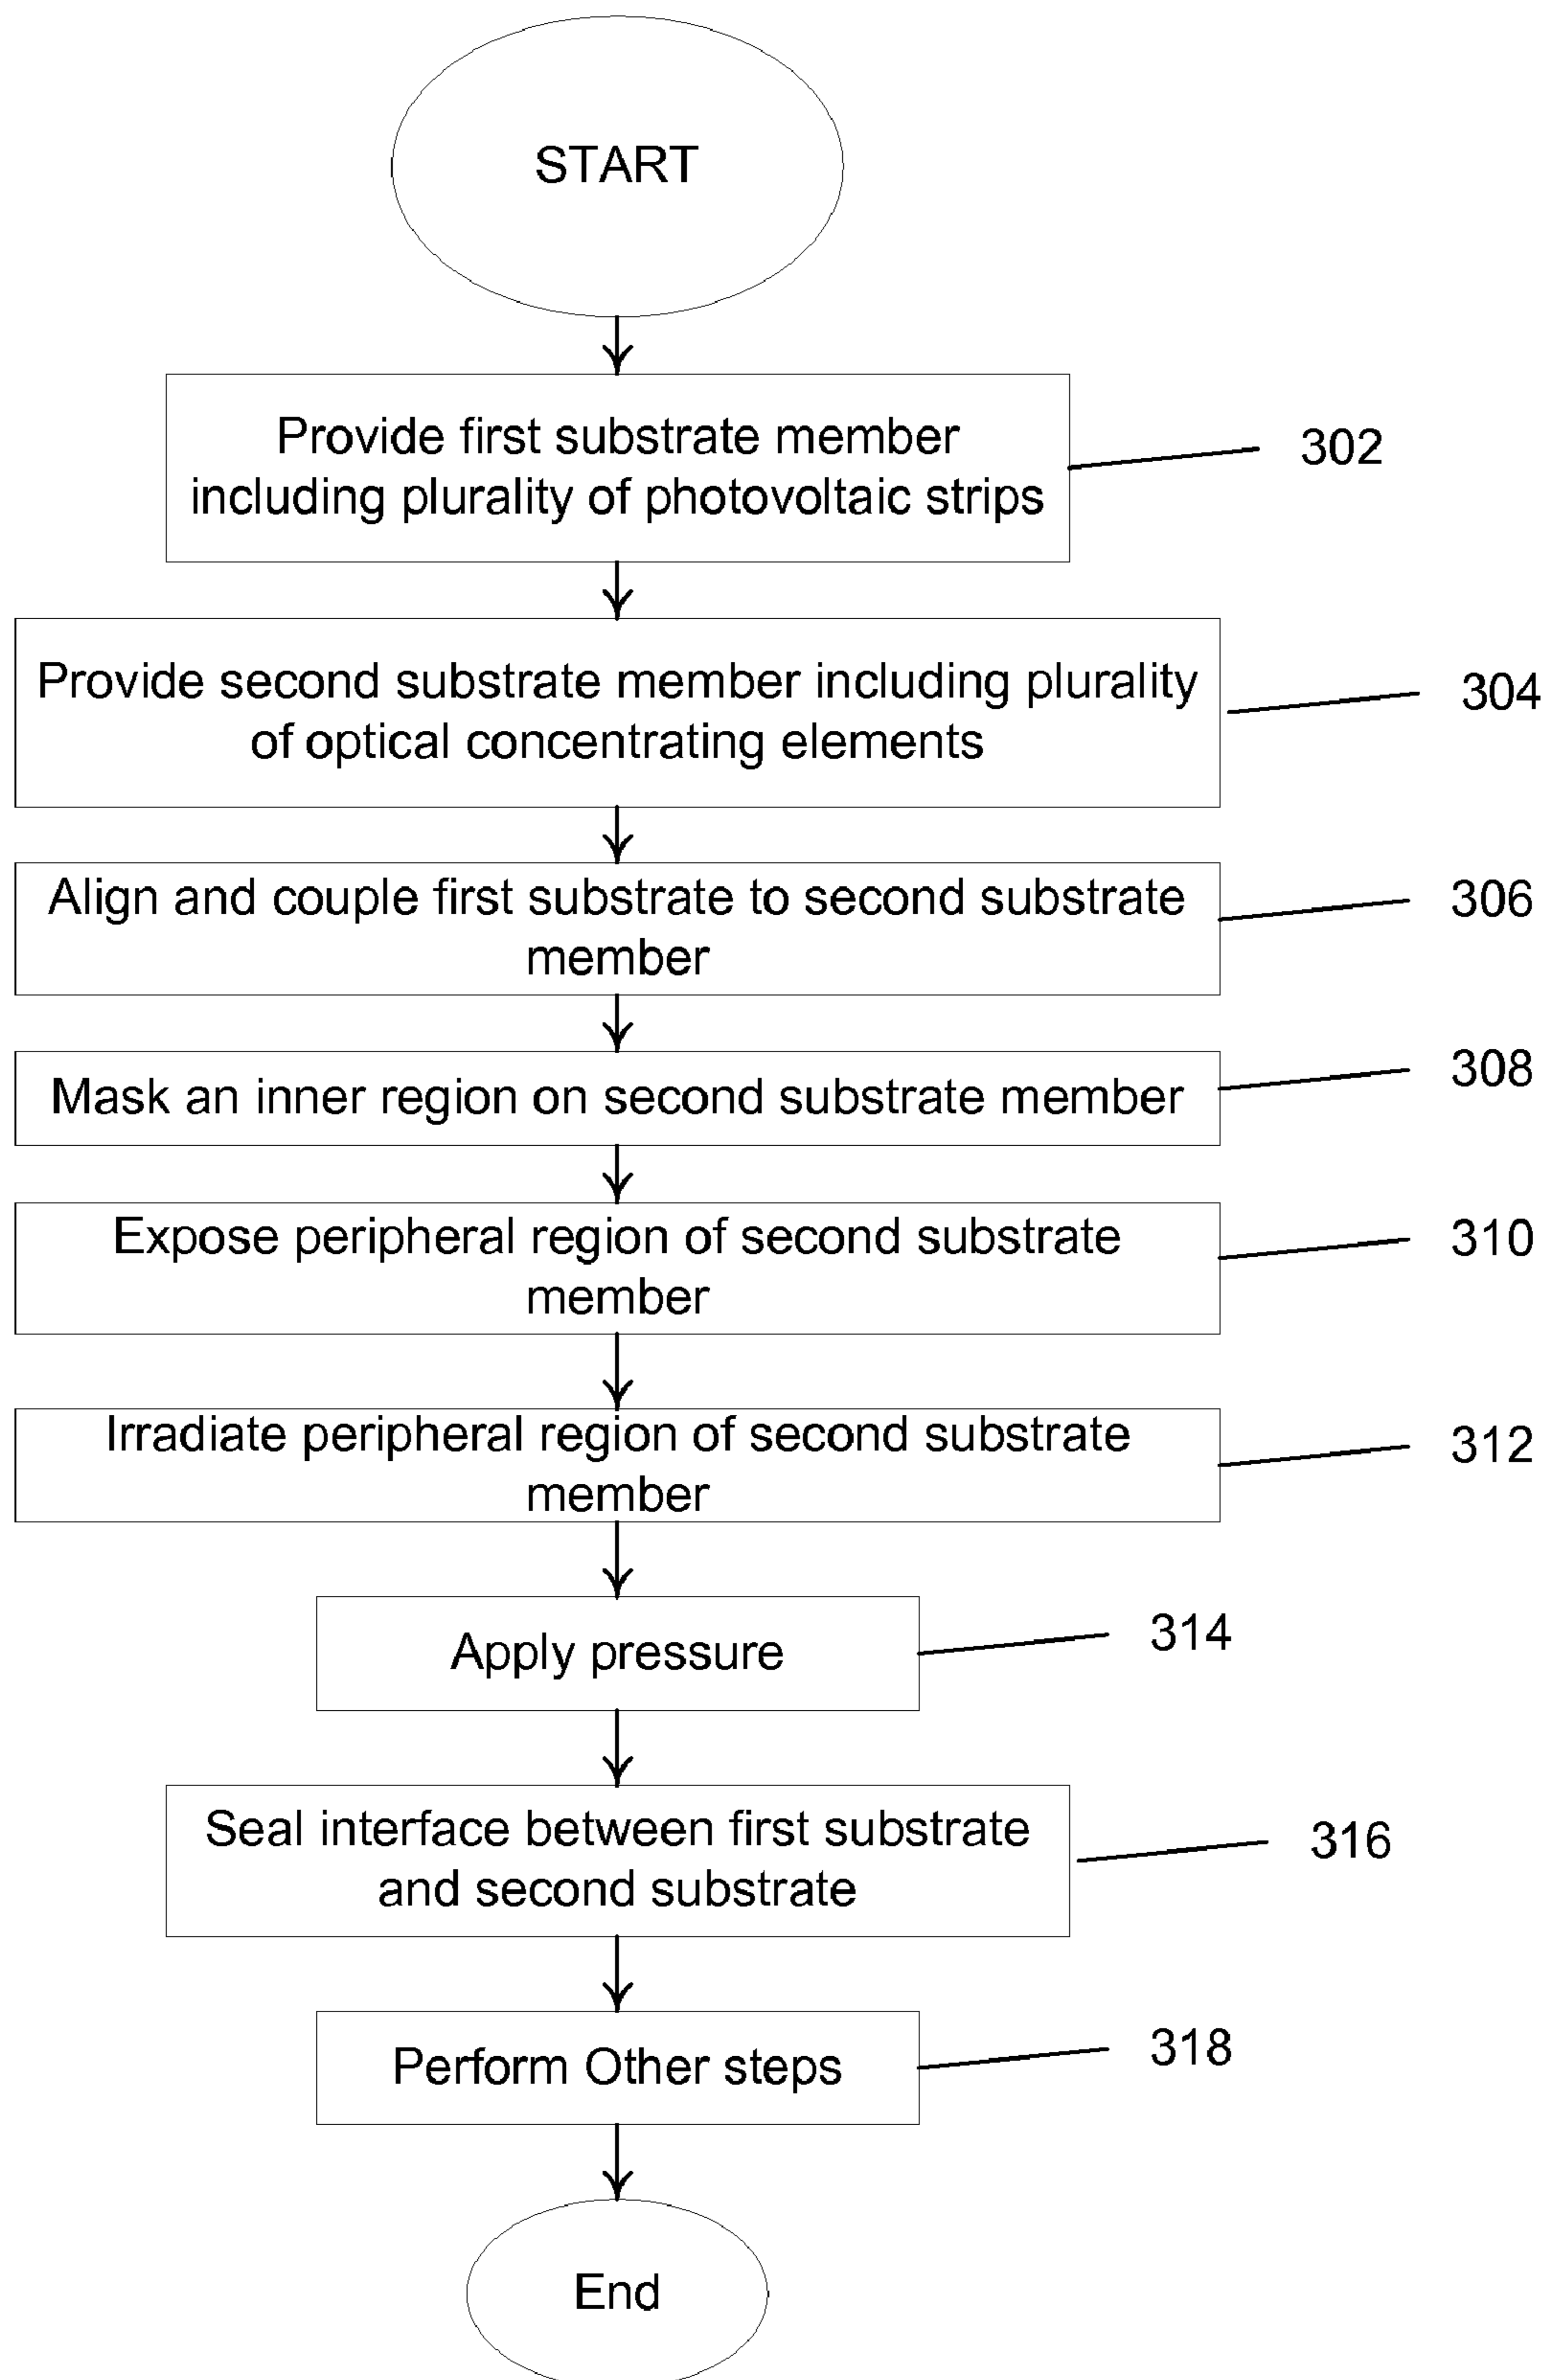 START
Provide first substrate member
including plurality of photovoltaic strips
302
Provide second substrate member including plurality
of optical concentrating elements
304
Align and couple first substrate to second substrate
member
306
Mask an inner region on second substrate member
308
Expose peripheral region of second substrate
member
310
Irradiate peripheral region of second substrate
member
312
Apply pressure
314
Seal interface between first substrate
and second substrate
316
Perform Other steps
318
End